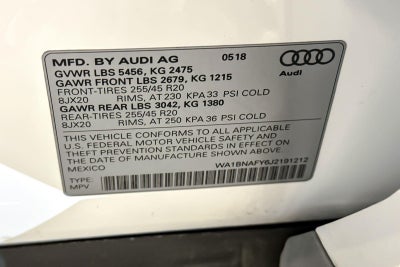 MFD. BY AUDI AG 0518
GVWR LBS 5456, KG 2475
GAWR FRONT LBS 2679, KG 1215
FRONT-TIRES 255/45 R20
8JX20 RIMS, AT 230 KPA 33 PSI COLD
GAWR REAR LBS 3042, KG 1380
REAR-TIRES 255/45 R20
8JX20 RIMS, AT 250 KPA 36 PSI COLD
Audi
THIS VEHICLE CONFORMS TO ALL APPLICABLE
U.S. FEDERAL MOTOR VEHICLE SAFETY AND
THEFT PREVENTION STANDARDS IN EFFECT ON
THE DATE OF MANUFACTURE SHOWN ABOVE.
MEXICO WA1BNAFY6J2191212
TYPE:
MPV